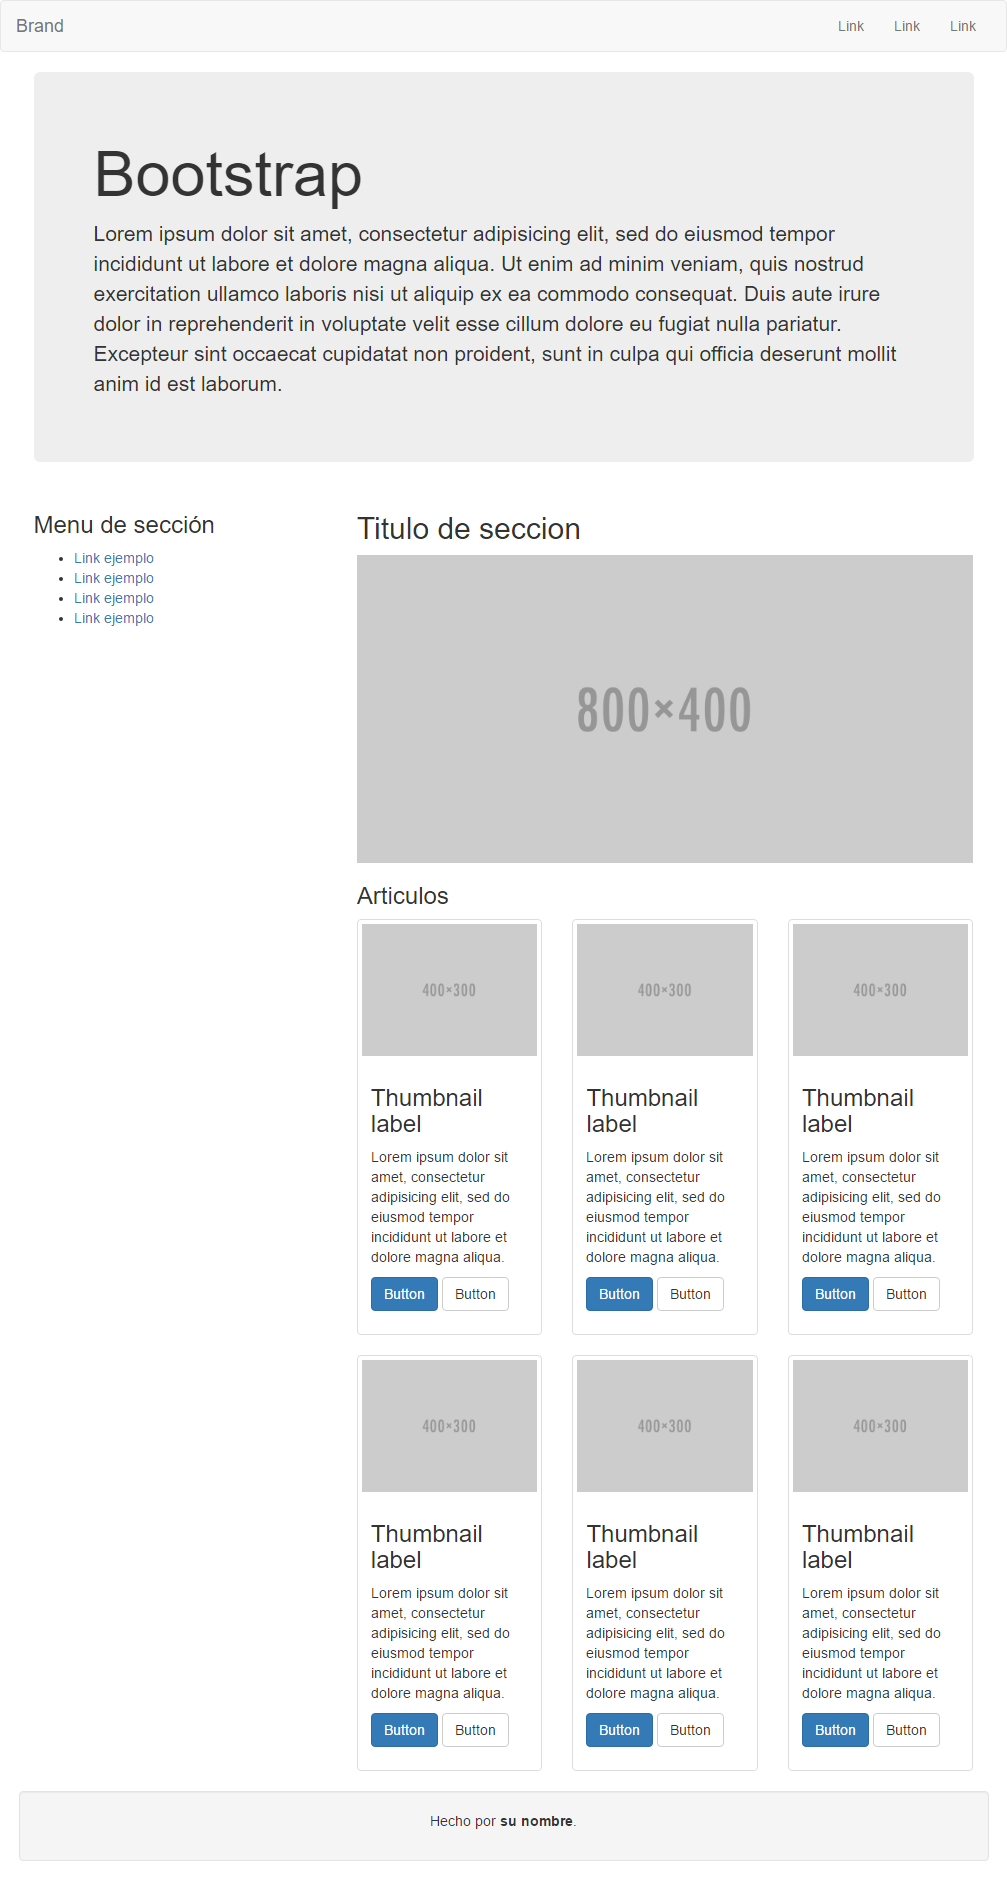 Brand
Link Link Link
Bootstrap
Lorem ipsum dolor sit amet, consectetur adipisicing elit, sed do eiusmod tempor
incididunt ut labore et dolore magna aliqua. Ut enim ad minim veniam, quis nostrud
exercitation ullamco laboris nisi ut aliquip ex ea commodo consequat. Duis aute irure
dolor in reprehenderit in voluptate velit esse cillum dolore eu fugiat nulla pariatur.
Excepteur sint occaecat cupidatat non proident, sunt in culpa qui officia deserunt mollit
anim id est laborum.
Menu de sección
Link ejemplo
Link ejemplo
Link ejemplo
Link ejemplo
Titulo de seccion
800×400
Articulos
400×300
Thumbnail
label
Lorem ipsum dolor sit
amet, consectetur
adipisicing elit, sed do
eiusmod tempor
incididunt ut labore et
dolore magna aliqua.
Button Button
400×300
Thumbnail
label
Lorem ipsum dolor sit
amet, consectetur
adipisicing elit, sed do
eiusmod tempor
incididunt ut labore et
dolore magna aliqua.
Button Button
400×300
Thumbnail
label
Lorem ipsum dolor sit
amet, consectetur
adipisicing elit, sed do
eiusmod tempor
incididunt ut labore et
dolore magna aliqua.
Button Button
400×300
Thumbnail
label
Lorem ipsum dolor sit
amet, consectetur
adipisicing elit, sed do
eiusmod tempor
incididunt ut labore et
dolore magna aliqua.
Button Button
400×300
Thumbnail
label
Lorem ipsum dolor sit
amet, consectetur
adipisicing elit, sed do
eiusmod tempor
incididunt ut labore et
dolore magna aliqua.
Button Button
400×300
Thumbnail
label
Lorem ipsum dolor sit
amet, consectetur
adipisicing elit, sed do
eiusmod tempor
incididunt ut labore et
dolore magna aliqua.
Button Button
Hecho por su nombre.